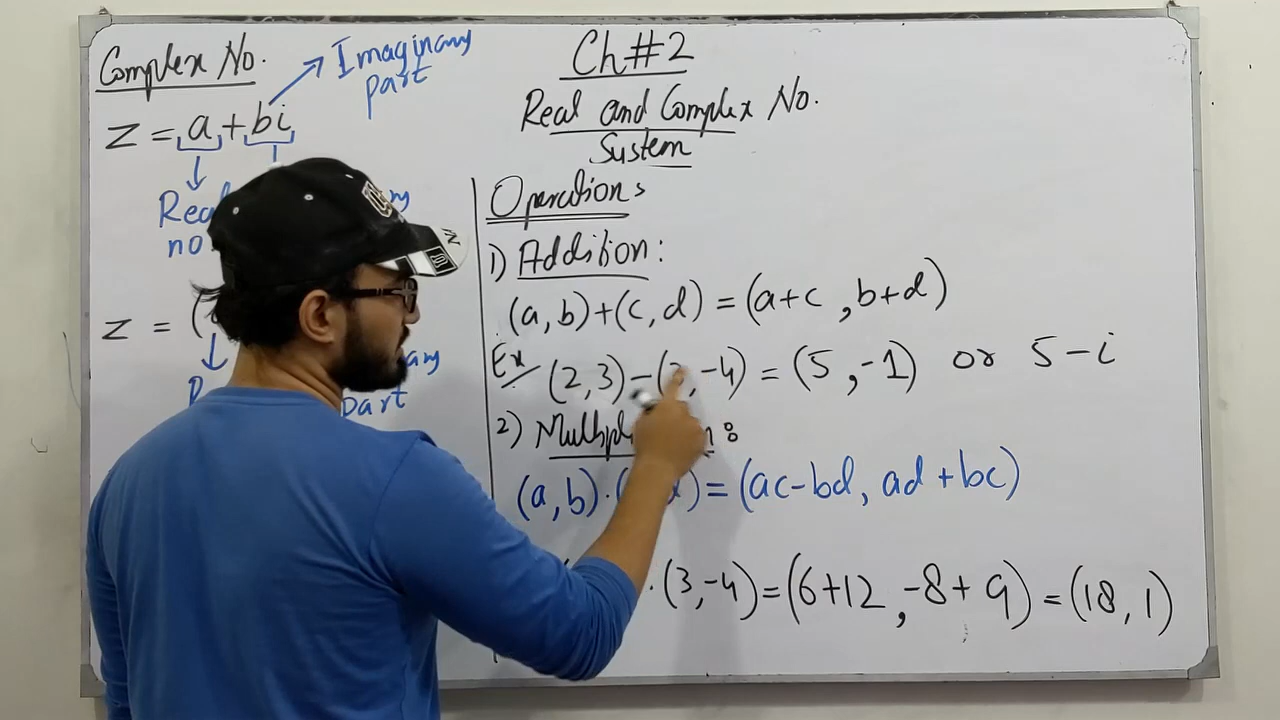 Complex No.
Imaginary
part
Z = a + bi
Real
no
Z = (
part
Ch#2
Real and Complex No.
System
Operations
1) Addition:
(a, b)+(c, d) = (a+c , b+d)
Ex (2,3)-(3,-4) = (5 ,-1) or 5-i
2) :
(a, b).( ) = (ac-bd, ad +bc)
.(3,-4)=(6+12 ,-8+9)=(18,1)